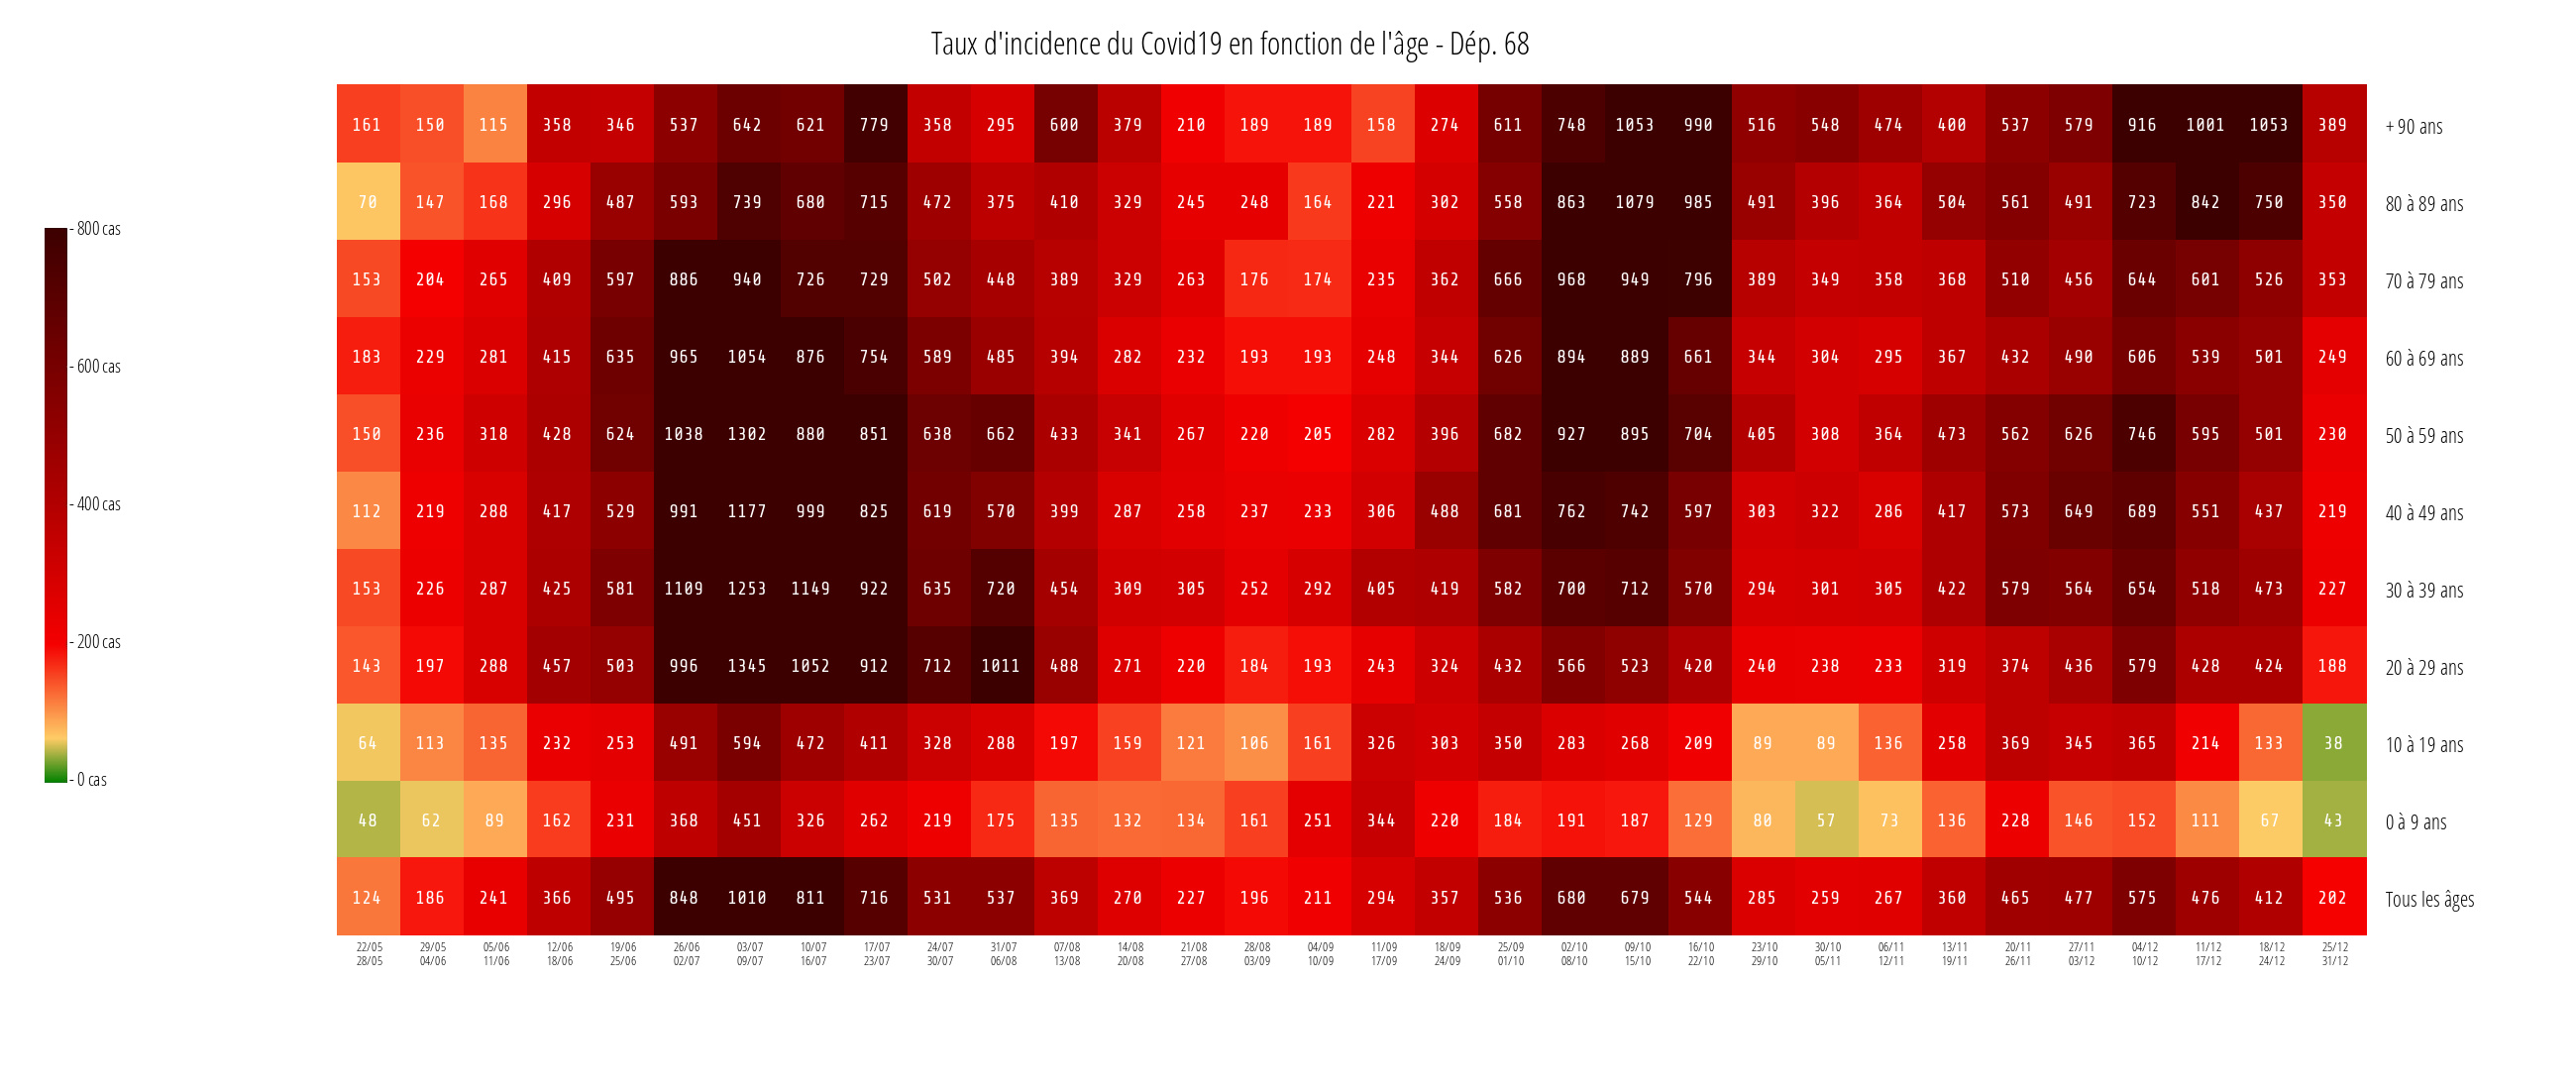 Taux d'incidence du Covid19 en fonction de l'âge - Dép. 68
- 800 cas
- 600 cas
- 400 cas
- 200 cas
- 0 cas
161 150 115 358 346 537 642 621 779 358 295 600 379 210 189 189 158 274 611 748 1053 990 516 548 474 400 537 579 916 1001 1053 389 + 90 ans
70 147 168 296 487 593 739 680 715 472 375 410 329 245 248 164 221 302 558 863 1079 985 491 396 364 504 561 491 723 842 750 350 80 à 89 ans
153 204 265 409 597 886 940 726 729 502 448 389 329 263 176 174 235 362 666 968 949 796 389 349 358 368 510 456 644 601 526 353 70 à 79 ans
183 229 281 415 635 965 1054 876 754 589 485 394 282 232 193 193 248 344 626 894 889 661 344 304 295 367 432 490 606 539 501 249 60 à 69 ans
150 236 318 428 624 1038 1302 880 851 638 662 433 341 267 220 205 282 396 682 927 895 704 405 308 364 473 562 626 746 595 501 230 50 à 59 ans
112 219 288 417 529 991 1177 999 825 619 570 399 287 258 237 233 306 488 681 762 742 597 303 322 286 417 573 649 689 551 437 219 40 à 49 ans
153 226 287 425 581 1109 1253 1149 922 635 720 454 309 305 252 292 405 419 582 700 712 570 294 301 305 422 579 564 654 518 473 227 30 à 39 ans
143 197 288 457 503 996 1345 1052 912 712 1011 488 271 220 184 193 243 324 432 566 523 420 240 238 233 319 374 436 579 428 424 188 20 à 29 ans
64 113 135 232 253 491 594 472 411 328 288 197 159 121 106 161 326 303 350 283 268 209 89 89 136 258 369 345 365 214 133 38 10 à 19 ans
48 62 89 162 231 368 451 326 262 219 175 135 132 134 161 251 344 220 184 191 187 129 80 57 73 136 228 146 152 111 67 43 0 à 9 ans
124 186 241 366 495 848 1010 811 716 531 537 369 270 227 196 211 294 357 536 680 679 544 285 259 267 360 465 477 575 476 412 202 Tous les âges
22/05 29/05 05/06 12/06 19/06 26/06 03/07 10/07 17/07 24/07 31/07 07/08 14/08 21/08 28/08 04/09 11/09 18/09 25/09 02/10 09/10 16/10 23/10 30/10 06/11 13/11 20/11 27/11 04/12 11/12 18/12 25/12
28/05 04/06 11/06 18/06 25/06 02/07 09/07 16/07 23/07 30/07 06/08 13/08 20/08 27/08 03/09 10/09 17/09 24/09 01/10 08/10 15/10 22/10 29/10 05/11 12/11 19/11 26/11 03/12 10/12 17/12 24/12 31/12